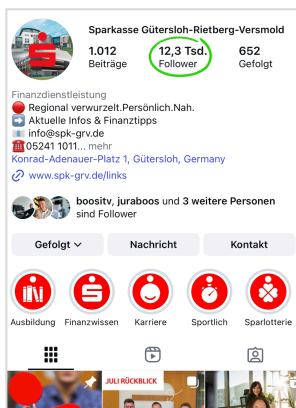 Sparkasse Gütersloh-Rietberg-Versmold
1.012 12,3 Tsd. 652
Beiträge Follower Gefolgt
Finanzdienstleistung
Regional verwurzelt.Persönlich.Nah.
Aktuelle Infos & Finanztipps
info@spk-grv.de
05241 1011... mehr
Konrad-Adenauer-Platz 1, Gütersloh, Germany
www.spk-grv.de/links
boositv, juraboos und 3 weitere Personen
sind Follower
Gefolgt Nachricht Kontakt
Ausbildung Finanzwissen Karriere Sportlich Sparlotterie
JULI RÜCKBLICK